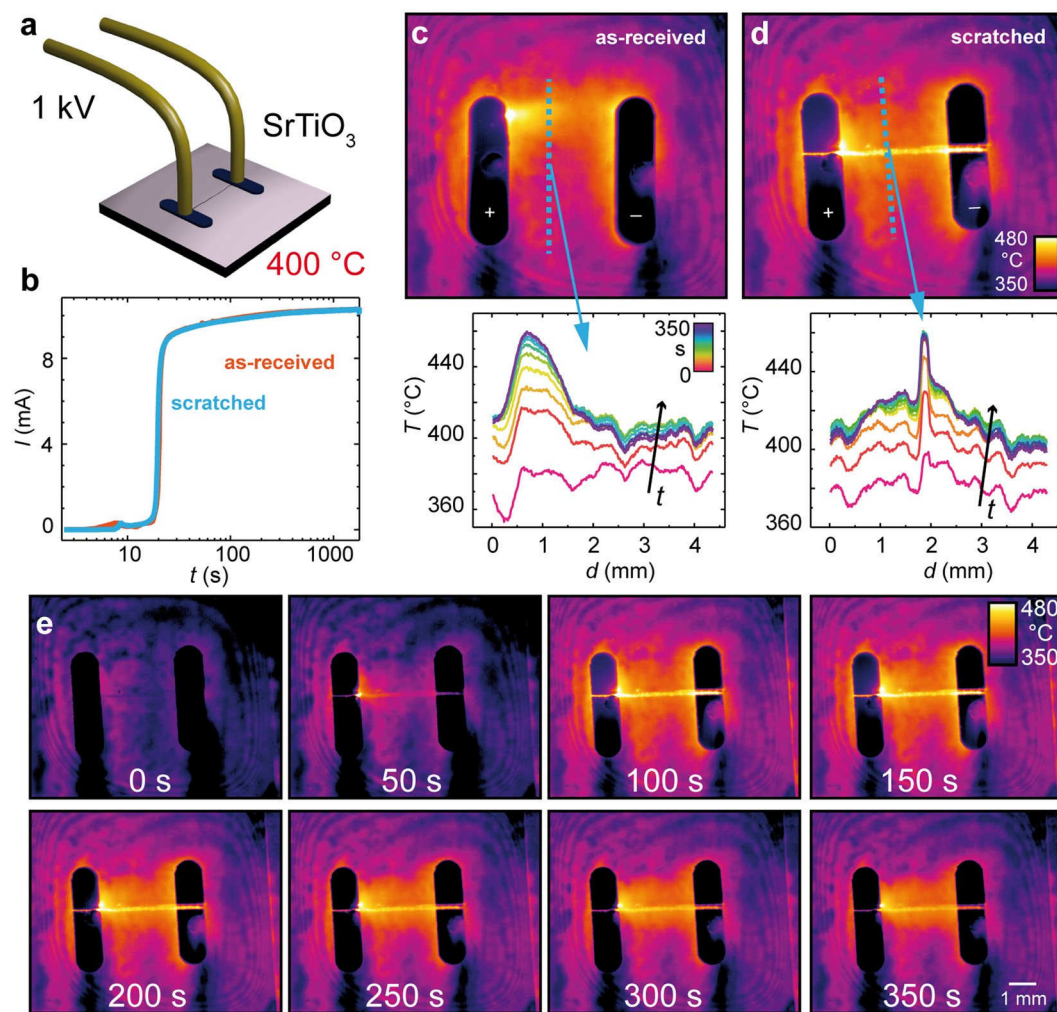 a
1 kV
SrTiO3
400 °C
b
I (mA)
8
4
0
as-received
scratched
10
100
1000
t (s)
c
as-received
+
–
T (°C)
440
400
360
350
s
0
t
0
1
2
3
4
d (mm)
d
scratched
+
–
480
°C
350
T (°C)
440
400
360
t
0
1
2
3
4
d (mm)
e
0 s
50 s
100 s
150 s
480
°C
350
200 s
250 s
300 s
350 s
1 mm